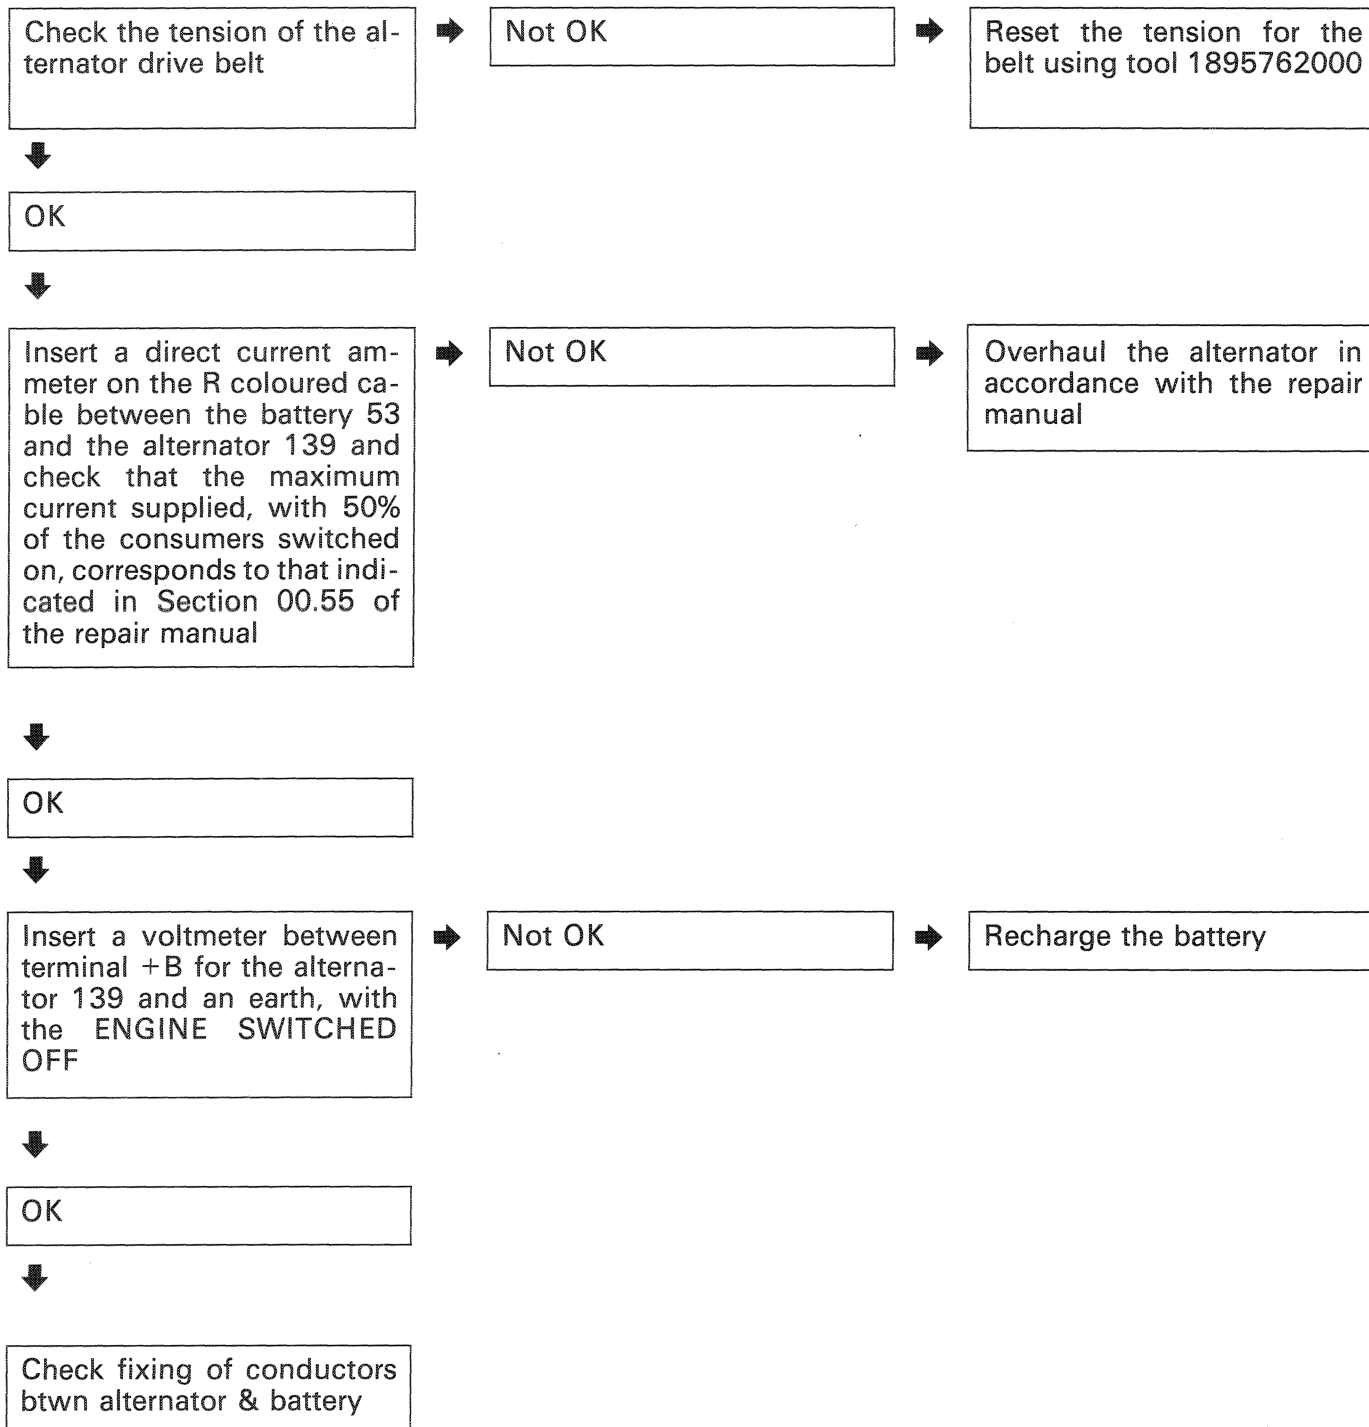 Check the tension of the al-
ternator drive belt
Not OK
Reset the tension for the
belt using tool 1895762000
OK
Insert a direct current am-
meter on the R coloured ca-
ble between the battery 53
and the alternator 139 and
check that the maximum
current supplied, with 50%
of the consumers switched
on, corresponds to that indi-
cated in Section 00.55 of
the repair manual
Not OK
Overhaul the alternator in
accordance with the repair
manual
OK
Insert a voltmeter between
terminal +B for the alterna-
tor 139 and an earth, with
the ENGINE SWITCHED
OFF
Not OK
Recharge the battery
OK
Check fixing of conductors
btwn alternator & battery